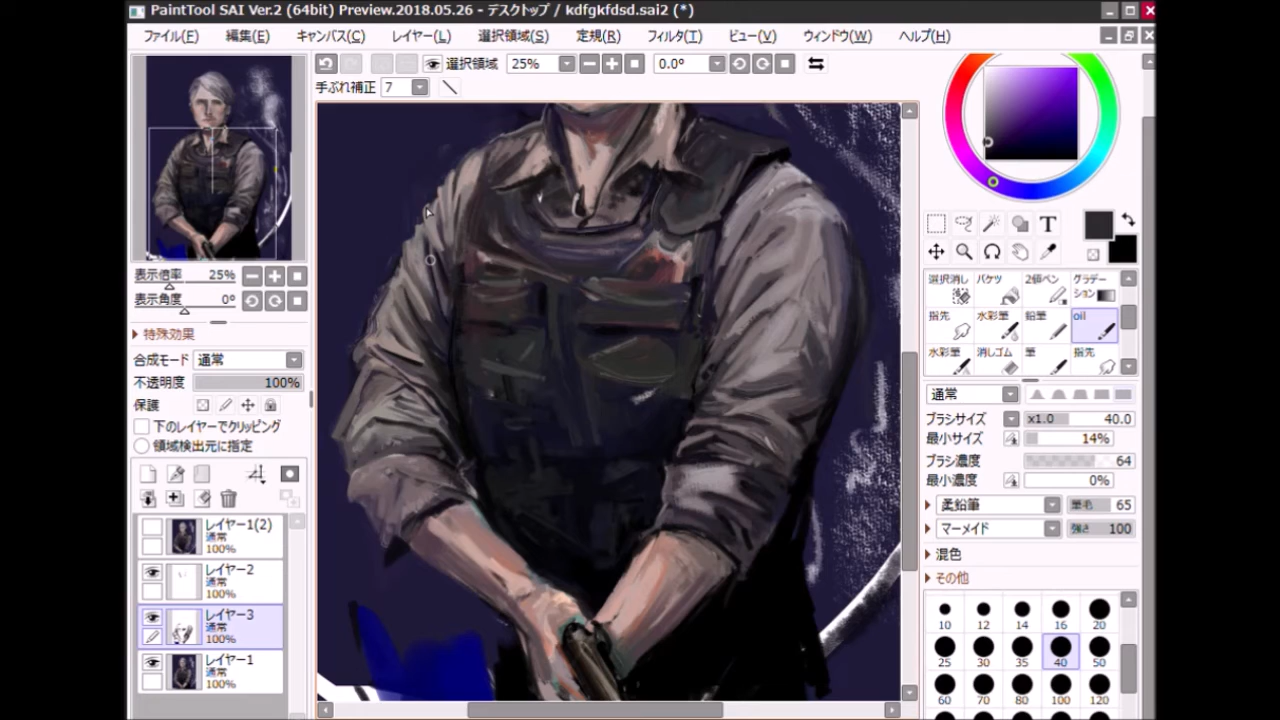 PaintTool SAI Ver.2 (64bit) Preview.2018.05.26 - デスクトップ / kdfgkfdsd.sai2 (*)
ファイル(F) 編集(E) キャンバス(C) レイヤー(L) 選択領域(S) 定規(R) フィルタ(T) ビュー(V) ウィンドウ(W) ヘルプ(H)
選択領域 25% 0.0°
手ぶれ補正 7
表示倍率 25%
表示角度 0°
特殊効果
合成モード 通常
不透明度 100%
保護
下のレイヤーでクリッピング
領域検出元に指定
レイヤー1(2)
通常
100%
レイヤー2
通常
100%
レイヤー3
通常
100%
レイヤー1
通常
100%
T
選択消し バケツ 2値ペン グラデーション
指先 水彩筆 鉛筆 oil
水彩筆 消しゴム 筆 指先
通常
ブラシサイズ x1.0 40.0
最小サイズ 14%
ブラシ濃度 64
最小濃度 0%
柔鉛筆 筆毛 65
マーメイド 強さ 100
混色
その他
10 12 14 16 20
25 30 35 40 50
60 70 80 100 120